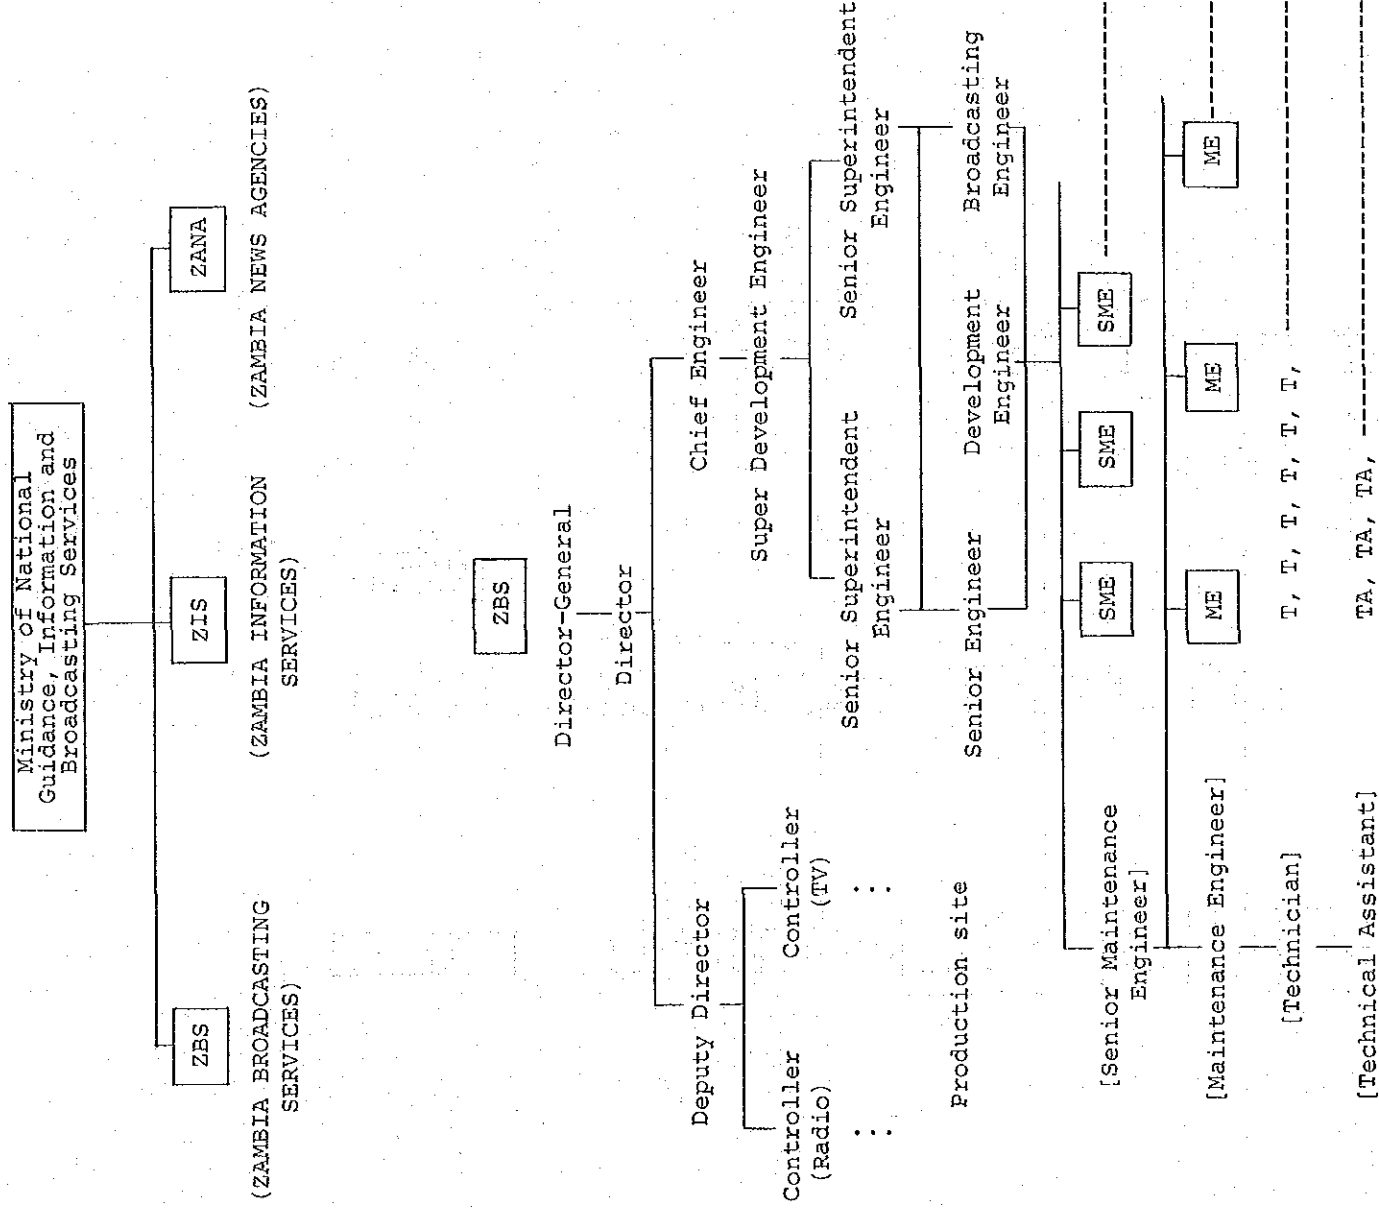 Ministry of National
Guidance, Information and
Broadcasting Services
ZBS
ZIS
ZANA
(ZAMBIA BROADCASTING
SERVICES)
(ZAMBIA INFORMATION
SERVICES)
(ZAMBIA NEWS AGENCIES)
ZBS
Director-General
Director
Deputy Director
Chief Engineer
Super Development Engineer
Controller
(Radio)
Controller
(TV)
Senior Superintendent
Engineer
Senior Superintendent
Engineer
Production site
Senior Engineer
Development
Engineer
Broadcasting
Engineer
[Senior Maintenance
Engineer]
SME
SME
SME
[Maintenance Engineer]
ME
ME
ME
[Technician]
T, T, T, T, T, T,
[Technical Assistant]
TA, TA, TA,